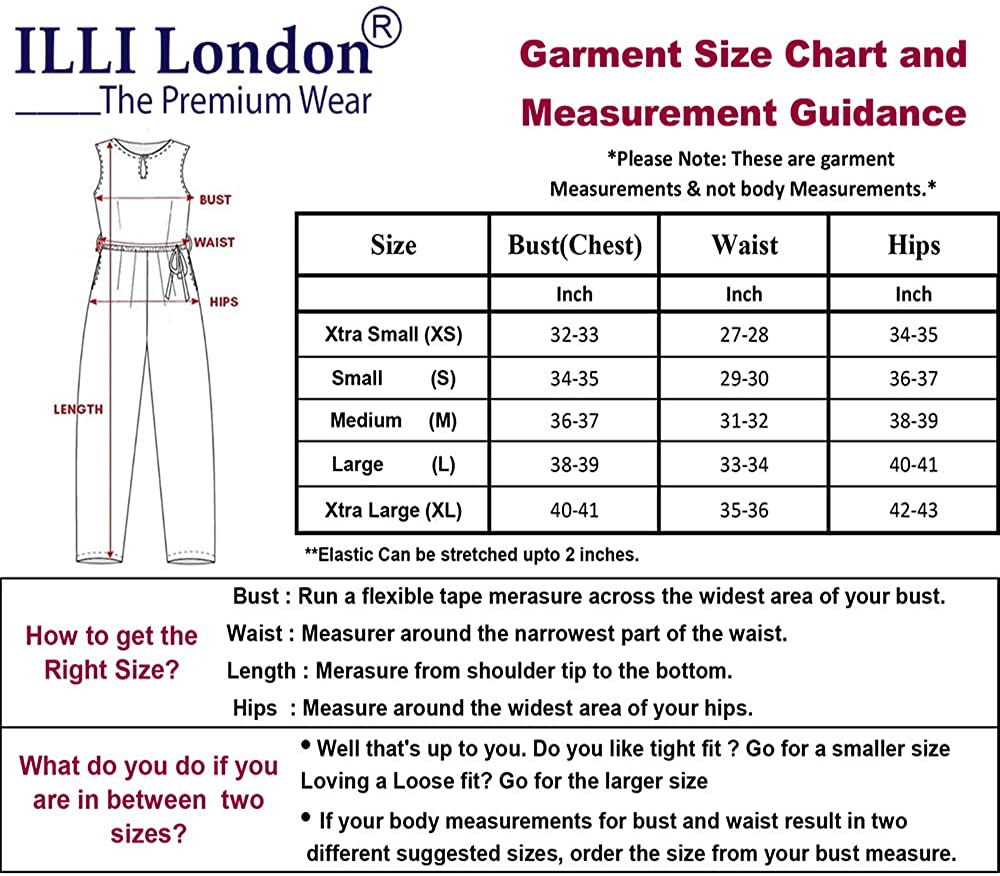 ILLI London®
____The Premium Wear
Garment Size Chart and
Measurement Guidance
*Please Note: These are garment
Measurements & not body Measurements.*
BUST
WAIST
HIPS
LENGTH
Size Bust(Chest) Waist Hips
Inch Inch Inch
Xtra Small (XS) 32-33 27-28 34-35
Small (S) 34-35 29-30 36-37
Medium (M) 36-37 31-32 38-39
Large (L) 38-39 33-34 40-41
Xtra Large (XL) 40-41 35-36 42-43
**Elastic Can be stretched upto 2 inches.
How to get the
Right Size?
Bust : Run a flexible tape merasure across the widest area of your bust.
Waist : Measurer around the narrowest part of the waist.
Length : Merasure from shoulder tip to the bottom.
Hips : Measure around the widest area of your hips.
What do you do if you
are in between two
sizes?
• Well that's up to you. Do you like tight fit ? Go for a smaller size
Loving a Loose fit? Go for the larger size
• If your body measurements for bust and waist result in two
different suggested sizes, order the size from your bust measure.